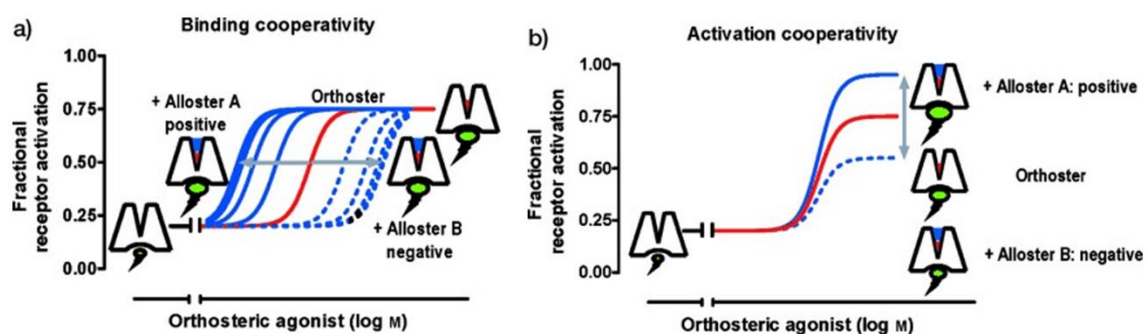 a)
Binding cooperativity
Fractional
receptor activation
1.00
0.75
0.50
0.25
0.00
+ Alloster A
positive
Orthoster
+ Alloster B
negative
Orthosteric agonist (log M)
b)
Activation cooperativity
Fractional
receptor activation
1.00
0.75
0.50
0.25
0.00
+ Alloster A: positive
Orthoster
+ Alloster B: negative
Orthosteric agonist (log M)